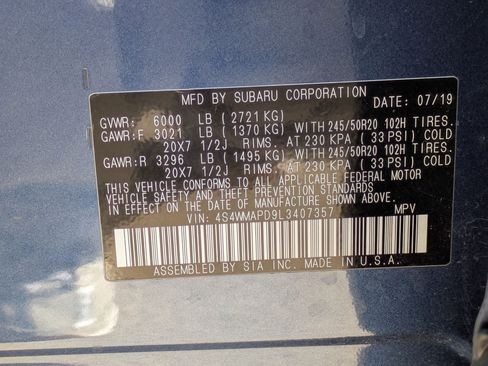 MFD BY SUBARU CORPORATION
DATE: 07/19
GVWR: 6000 LB (2721 KG)
GAWR:F 3021 LB (1370 KG) WITH 245/50R20 102H TIRES.
20X7 1/2J RIMS. AT 230 KPA (33 PSI) COLD
GAWR:R 3296 LB (1495 KG) WITH 245/50R20 102H TIRES.
20X7 1/2J RIMS. AT 230 KPA (33 PSI) COLD
THIS VEHICLE CONFORMS TO ALL APPLICABLE FEDERAL MOTOR
VEHICLE SAFETY AND THEFT PREVENTION STANDARDS
IN EFFECT ON THE DATE OF MANUFACTURE SHOWN ABOVE.
VIN: 4S4WMAPD9L3407357 MPV
ASSEMBLED BY SIA INC. MADE IN U.S.A.